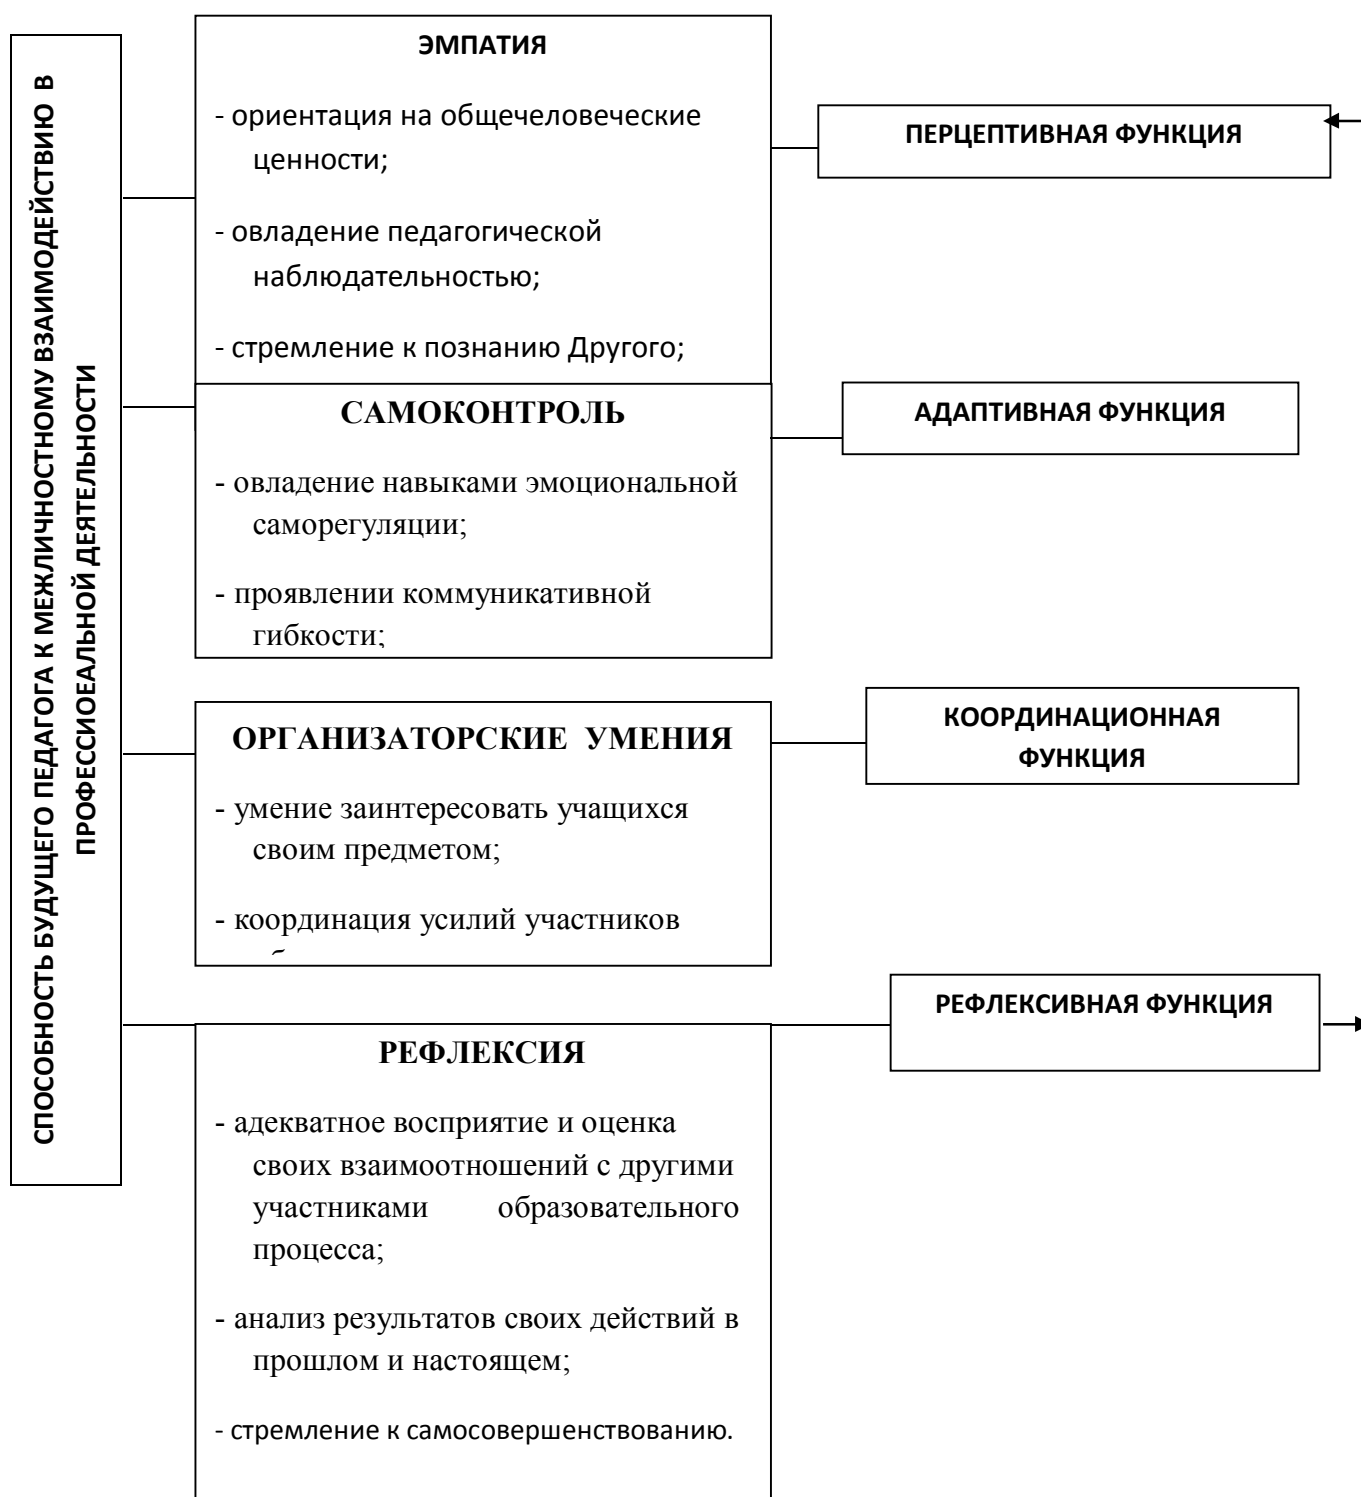 СПОСОБНОСТЬ БУДУЩЕГО ПЕДАГОГА К МЕЖЛИЧНОСТНОМУ ВЗАИМОДЕЙСТВИЮ В
ПРОФЕССИОЕАЛЬНОЙ ДЕЯТЕЛЬНОСТИ
ЭМПАТИЯ
- ориентация на общечеловеческие
ценности;
- овладение педагогической
наблюдательностью;
- стремление к познанию Другого;
ПЕРЦЕПТИВНАЯ ФУНКЦИЯ
САМОКОНТРОЛЬ
- овладение навыками эмоциональной
саморегуляции;
- проявлении коммуникативной
гибкости;
АДАПТИВНАЯ ФУНКЦИЯ
ОРГАНИЗАТОРСКИЕ УМЕНИЯ
- умение заинтересовать учащихся
своим предметом;
- координация усилий участников
КООРДИНАЦИОННАЯ
ФУНКЦИЯ
РЕФЛЕКСИЯ
- адекватное восприятие и оценка
своих взаимоотношений с другими
участниками образовательного
процесса;
- анализ результатов своих действий в
прошлом и настоящем;
- стремление к самосовершенствованию.
РЕФЛЕКСИВНАЯ ФУНКЦИЯ